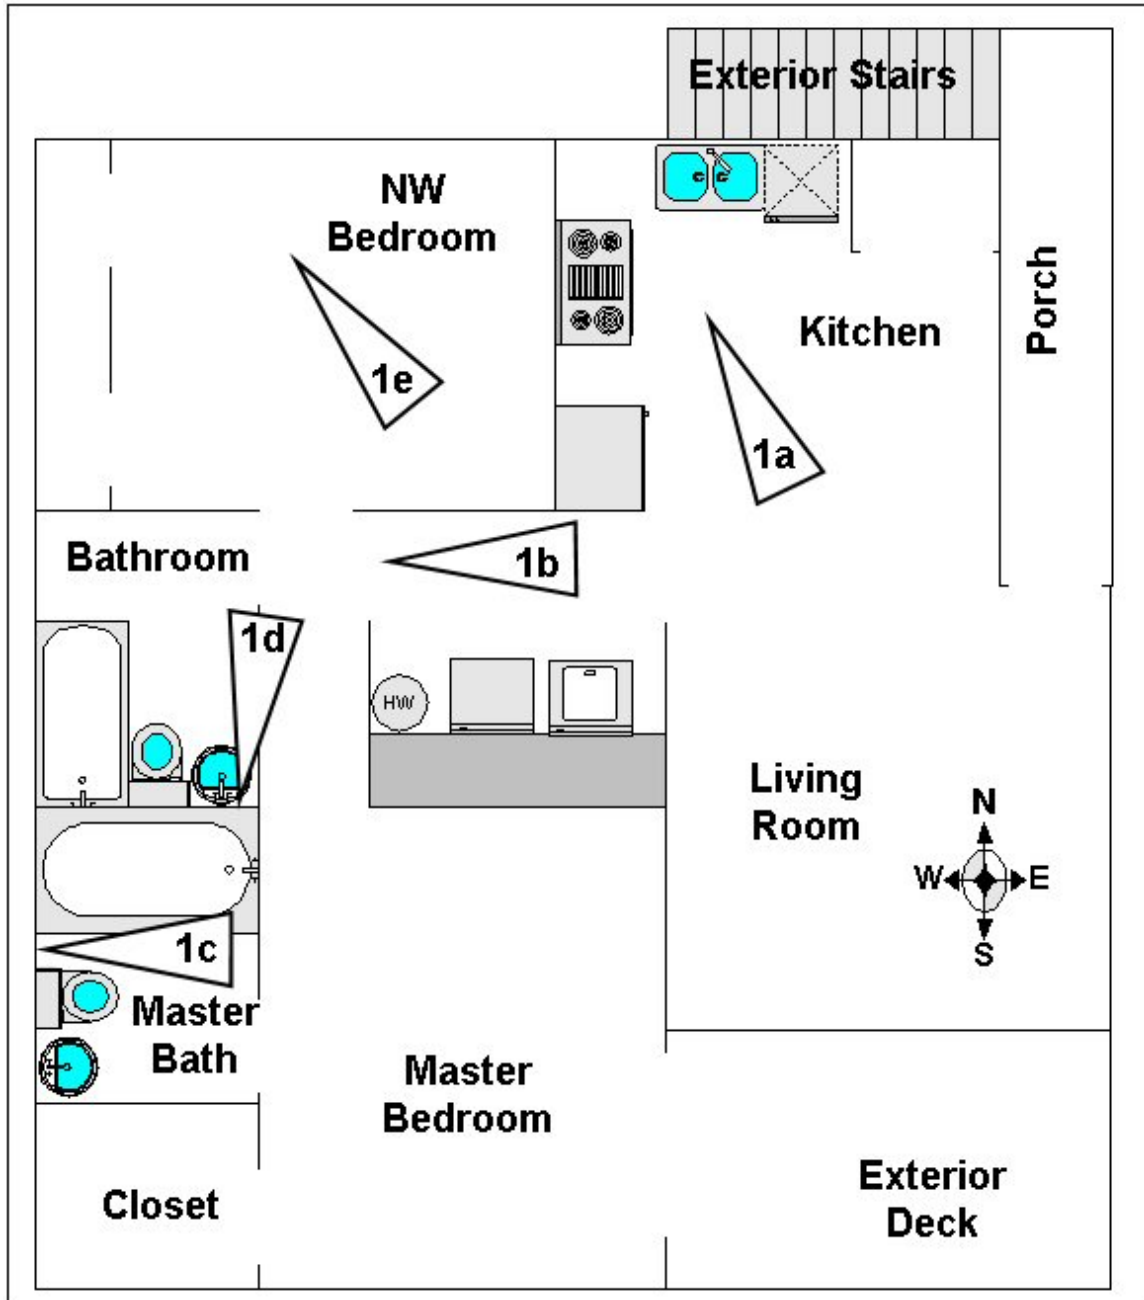 Exterior Stairs
NW
Bedroom
Kitchen
Porch
1e
1a
Bathroom
1b
1d
HW
Living
Room
N
W
E
S
1c
Master
Bath
Master
Bedroom
Closet
Exterior
Deck